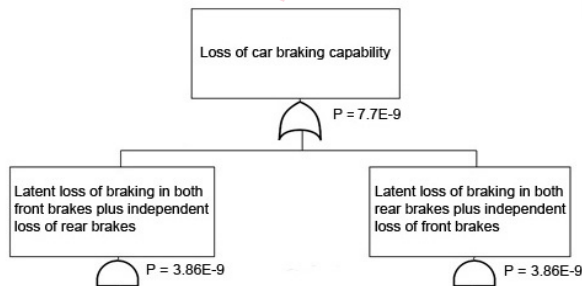 Loss of car braking capability
P = 7.7E-9
Latent loss of braking in both
front brakes plus independent
loss of rear brakes
P = 3.86E-9
Latent loss of braking in both
rear brakes plus independent
loss of front brakes
P = 3.86E-9